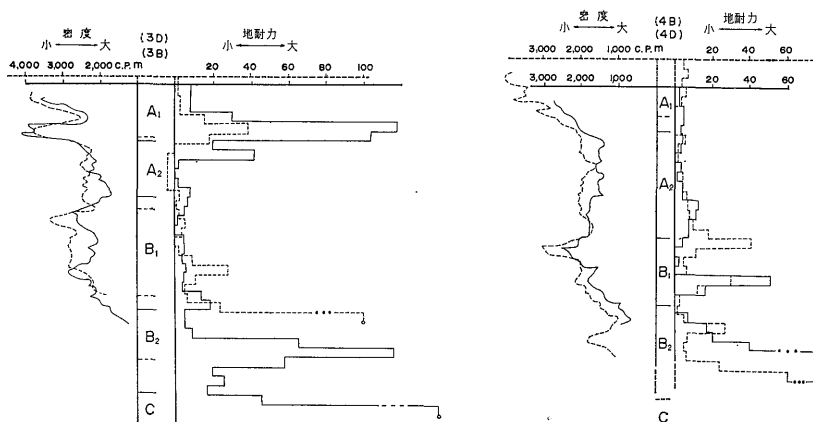 密度
小 ← → 大
4,000 3,000 2,000 C.P.m
(3D)
(3B)
地耐力
小 ← → 大
20 40 60 80 100
A1
A2
B1
B2
C
密度
小 ← → 大
3,000 2,000 1,000 C.P.m
3,000 2,000 1,000
(4B)
(4D)
地耐力
小 ← → 大
20 40 60
20 40 60
A1
A2
B1
B2
C